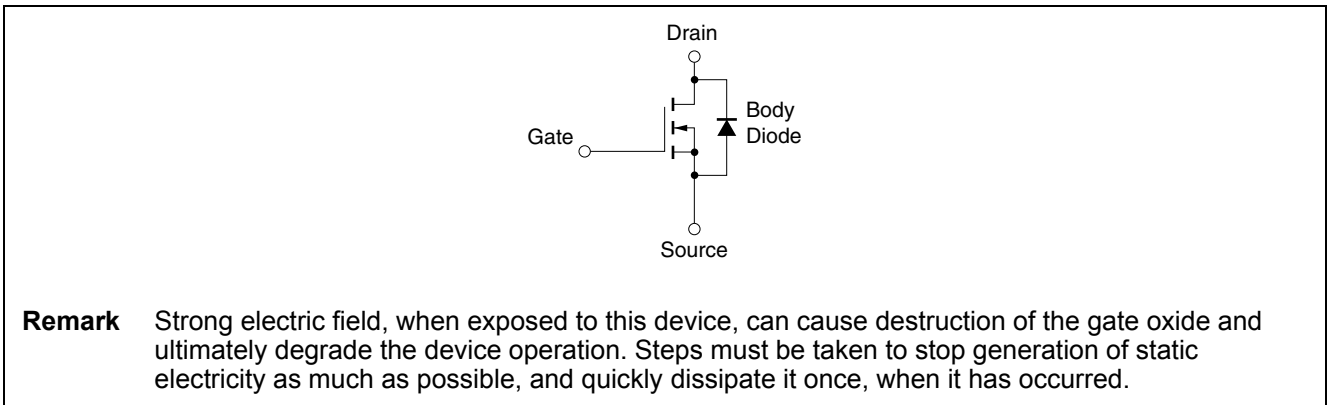 Drain
Body
Diode
Gate
Source
Remark Strong electric field, when exposed to this device, can cause destruction of the gate oxide and
ultimately degrade the device operation. Steps must be taken to stop generation of static
electricity as much as possible, and quickly dissipate it once, when it has occurred.